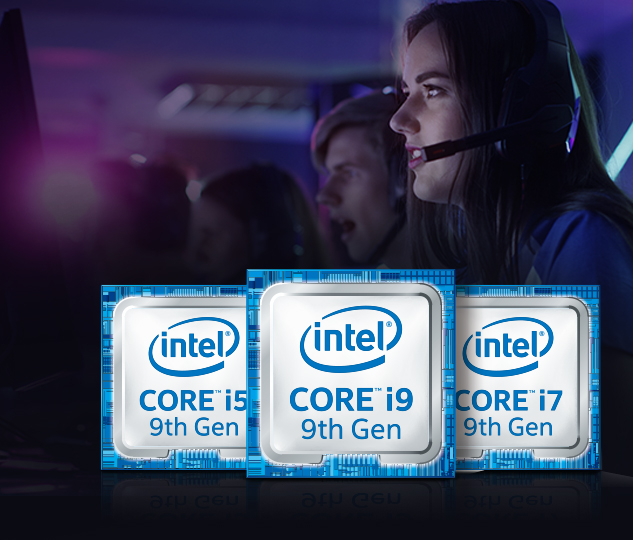 intel®
CORE™ i5
9th Gen
intel®
CORE™ i9
9th Gen
intel®
CORE™ i7
9th Gen